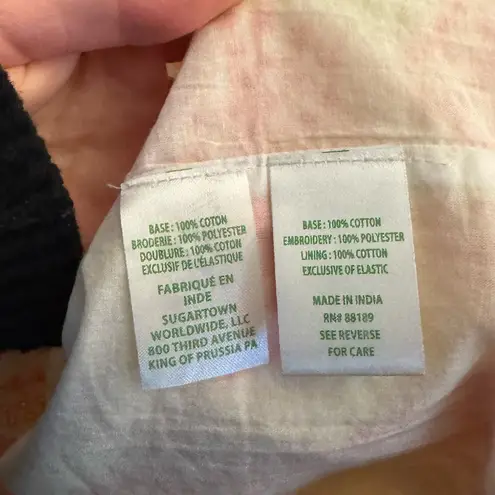 BASE : 100% COTON
BRODERIE : 100% POLYESTER
DOUBLURE : 100% COTON
EXCLUSIF DE L'ÉLASTIQUE
FABRIQUÉ EN
INDE
SUGARTOWN
WORLDWIDE, LLC
800 THIRD AVENUE
KING OF PRUSSIA PA
BASE : 100% COTTON
EMBROIDERY : 100% POLYESTER
LINING : 100% COTTON
EXCLUSIVE OF ELASTIC
MADE IN INDIA
RN# 88189
SEE REVERSE
FOR CARE